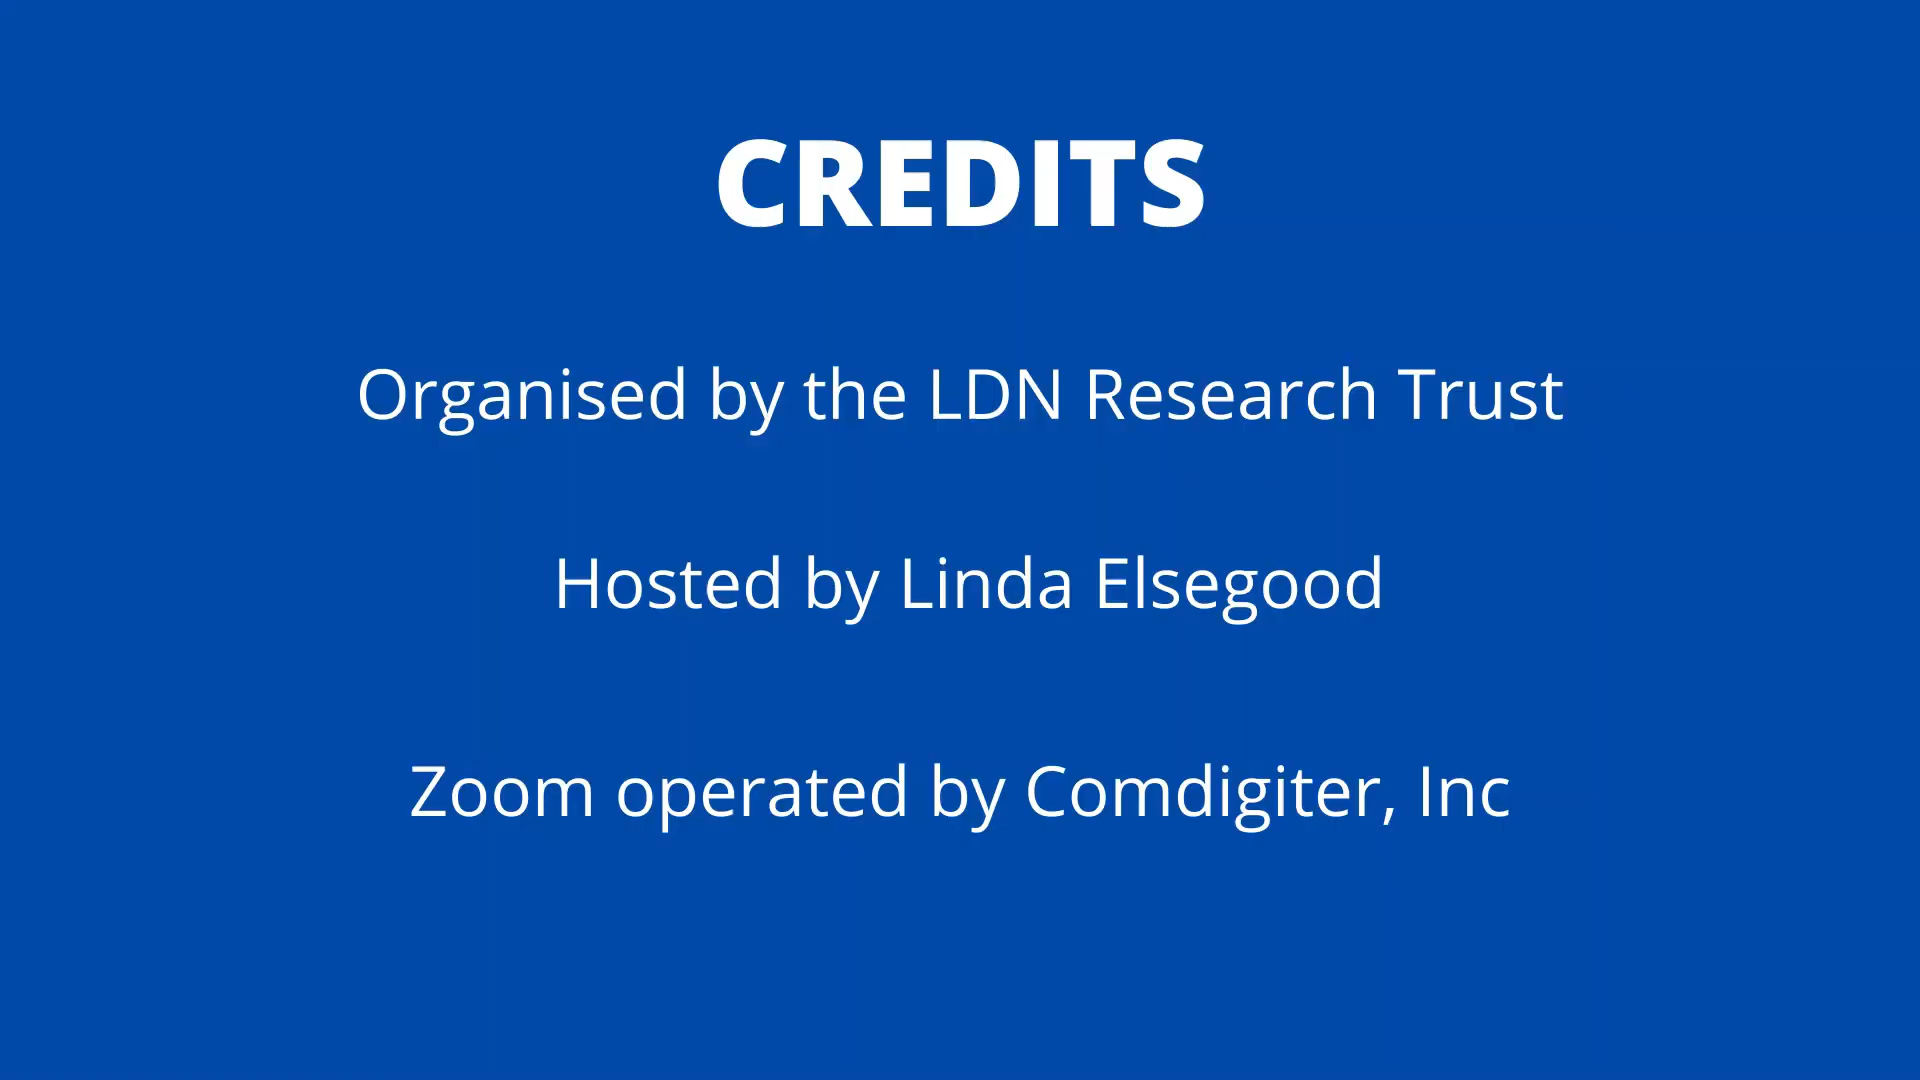 CREDITS
Organised by the LDN Research Trust
Hosted by Linda Elsegood
Zoom operated by Comdigiter, Inc